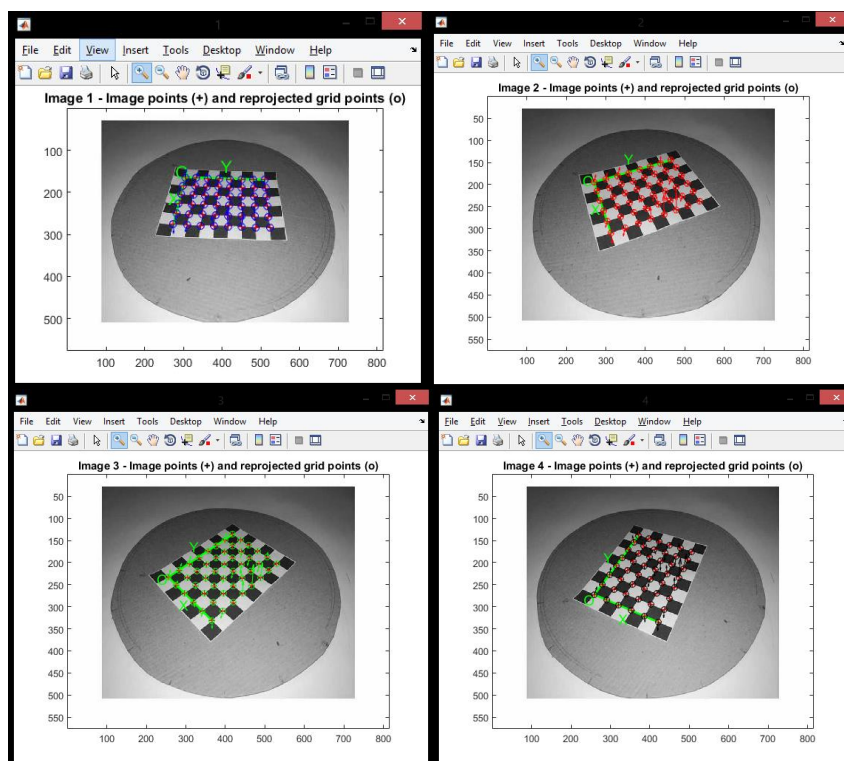 1
File Edit View Insert Tools Desktop Window Help
Image 1 - Image points (+) and reprojected grid points (o)
100
200
300
400
500
O
Y
X
100 200 300 400 500 600 700 800
2
File Edit View Insert Tools Desktop Window Help
Image 2 - Image points (+) and reprojected grid points (o)
50
100
150
200
250
300
350
400
450
500
550
O
Y
X
100 200 300 400 500 600 700 800
3
File Edit View Insert Tools Desktop Window Help
Image 3 - Image points (+) and reprojected grid points (o)
50
100
150
200
250
300
350
400
450
500
550
Y
O
X
100 200 300 400 500 600 700 800
4
File Edit View Insert Tools Desktop Window Help
Image 4 - Image points (+) and reprojected grid points (o)
50
100
150
200
250
300
350
400
450
500
550
Y
O
X
100 200 300 400 500 600 700 800